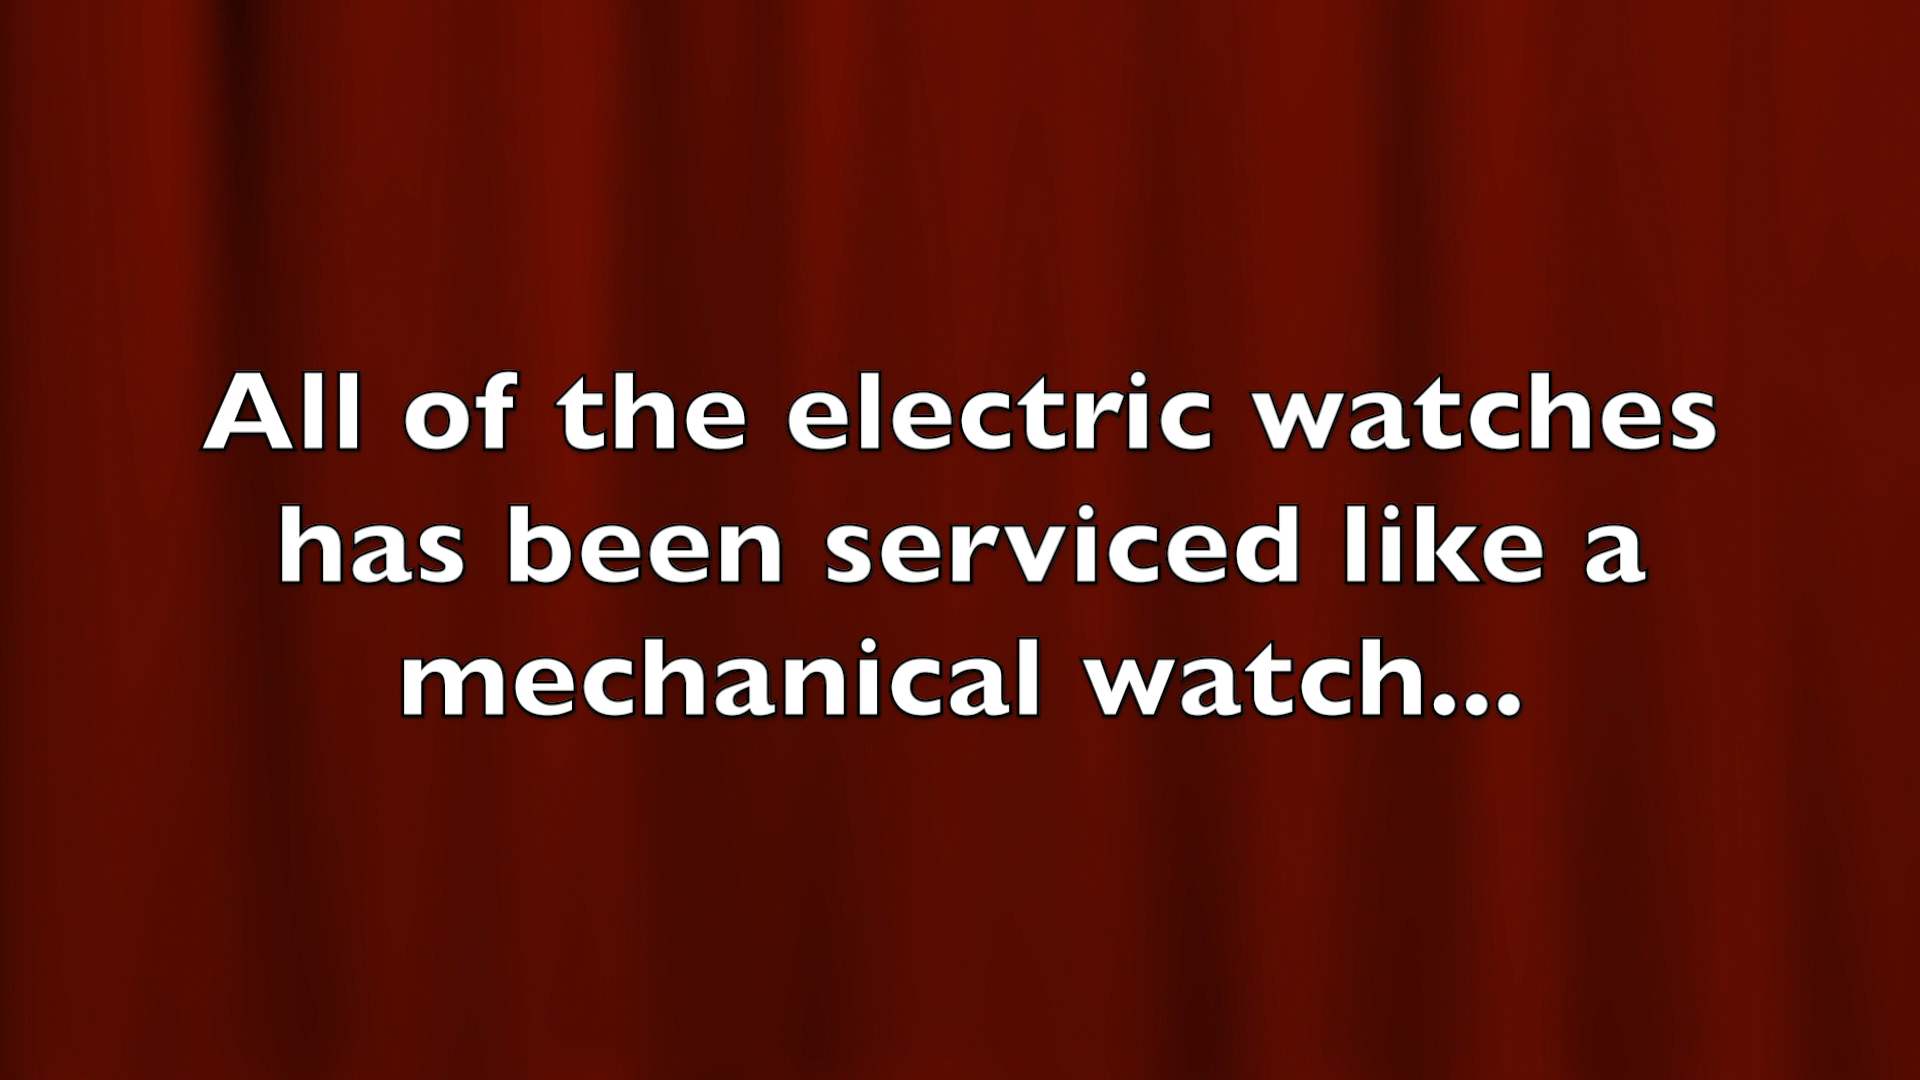 All of the electric watches
has been serviced like a
mechanical watch...